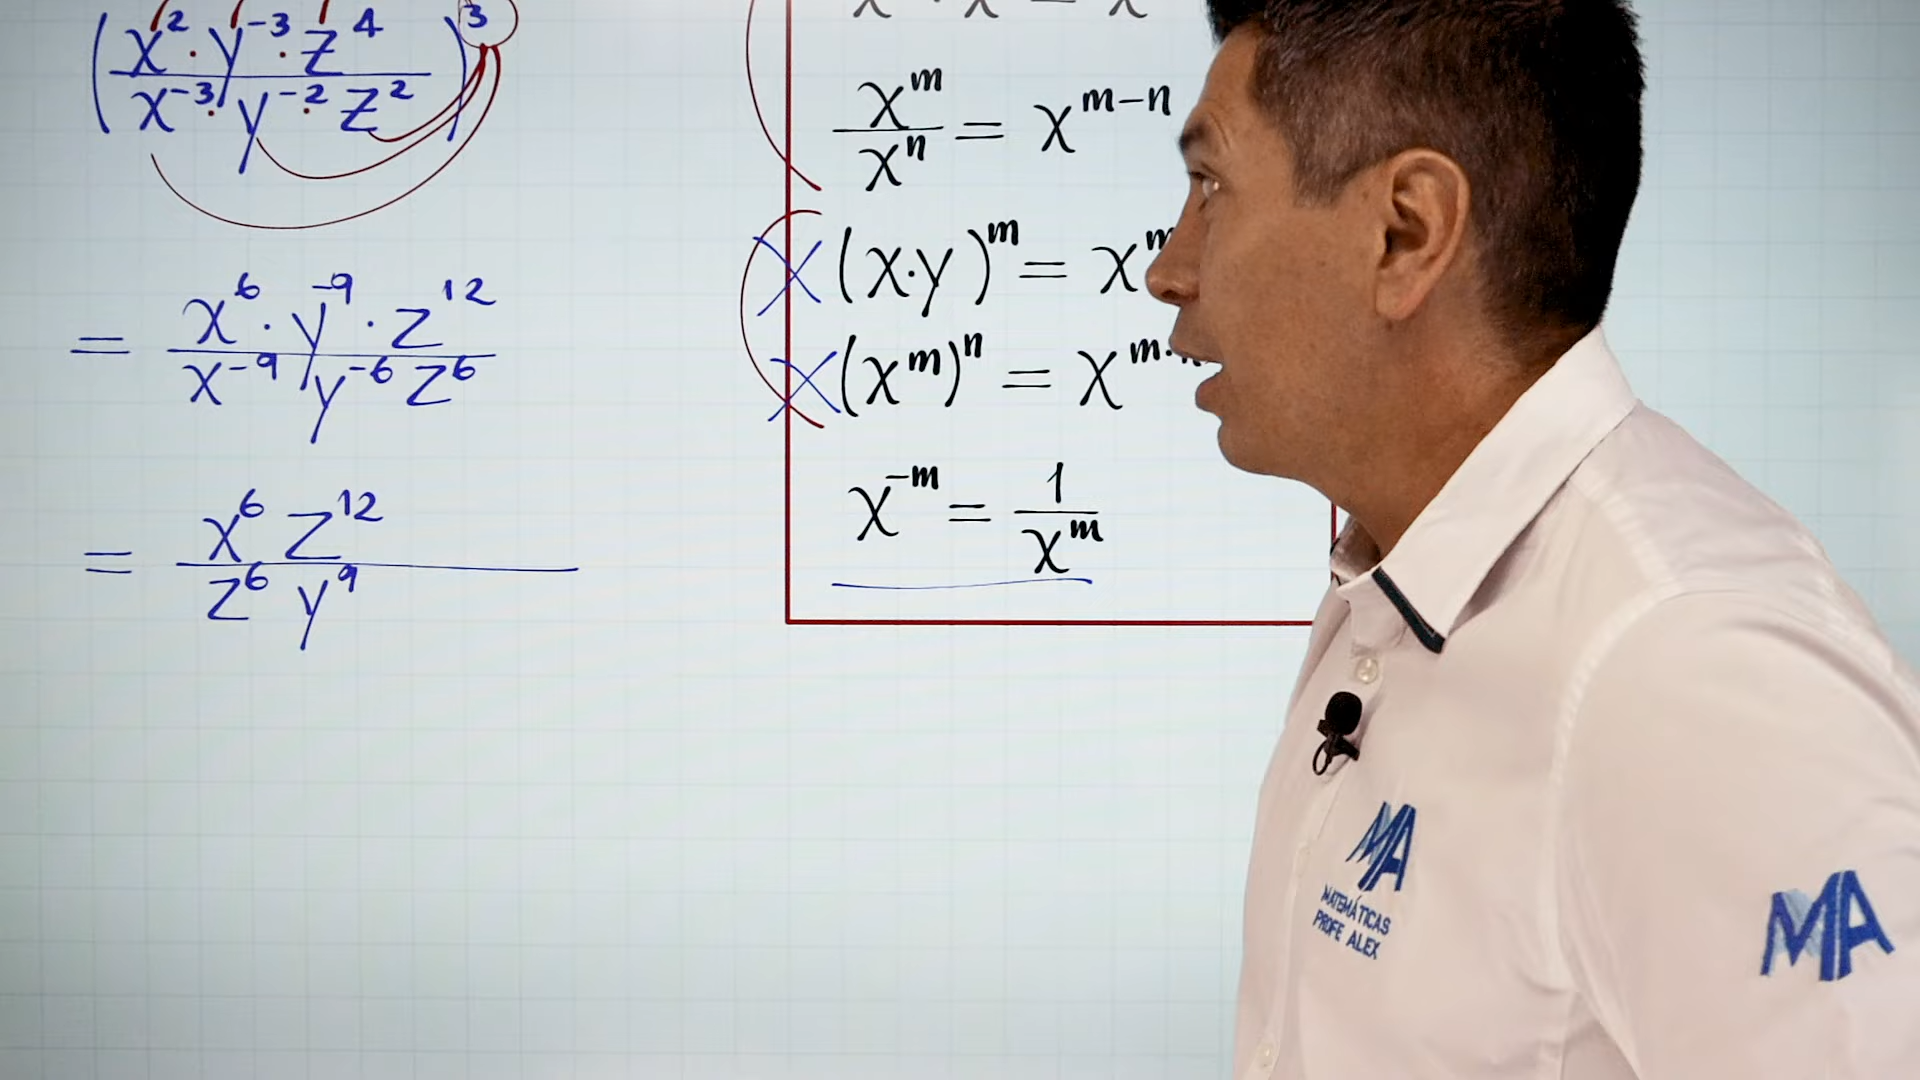 (x²·y⁻³·z⁴ / x⁻³·y⁻²·z²)³
= x⁶·y⁻⁹·z¹² / x⁻⁹ y⁻⁶ z⁶
= x⁶ z¹² / z⁶ y⁹
xᵐ / xⁿ = xᵐ⁻ⁿ
x (x·y)ᵐ = xᵐ
x (xᵐ)ⁿ = xᵐ·ⁿ
x⁻ᵐ = 1 / xᵐ
MA
MATEMÁTICAS
PROFE ALEX
MA